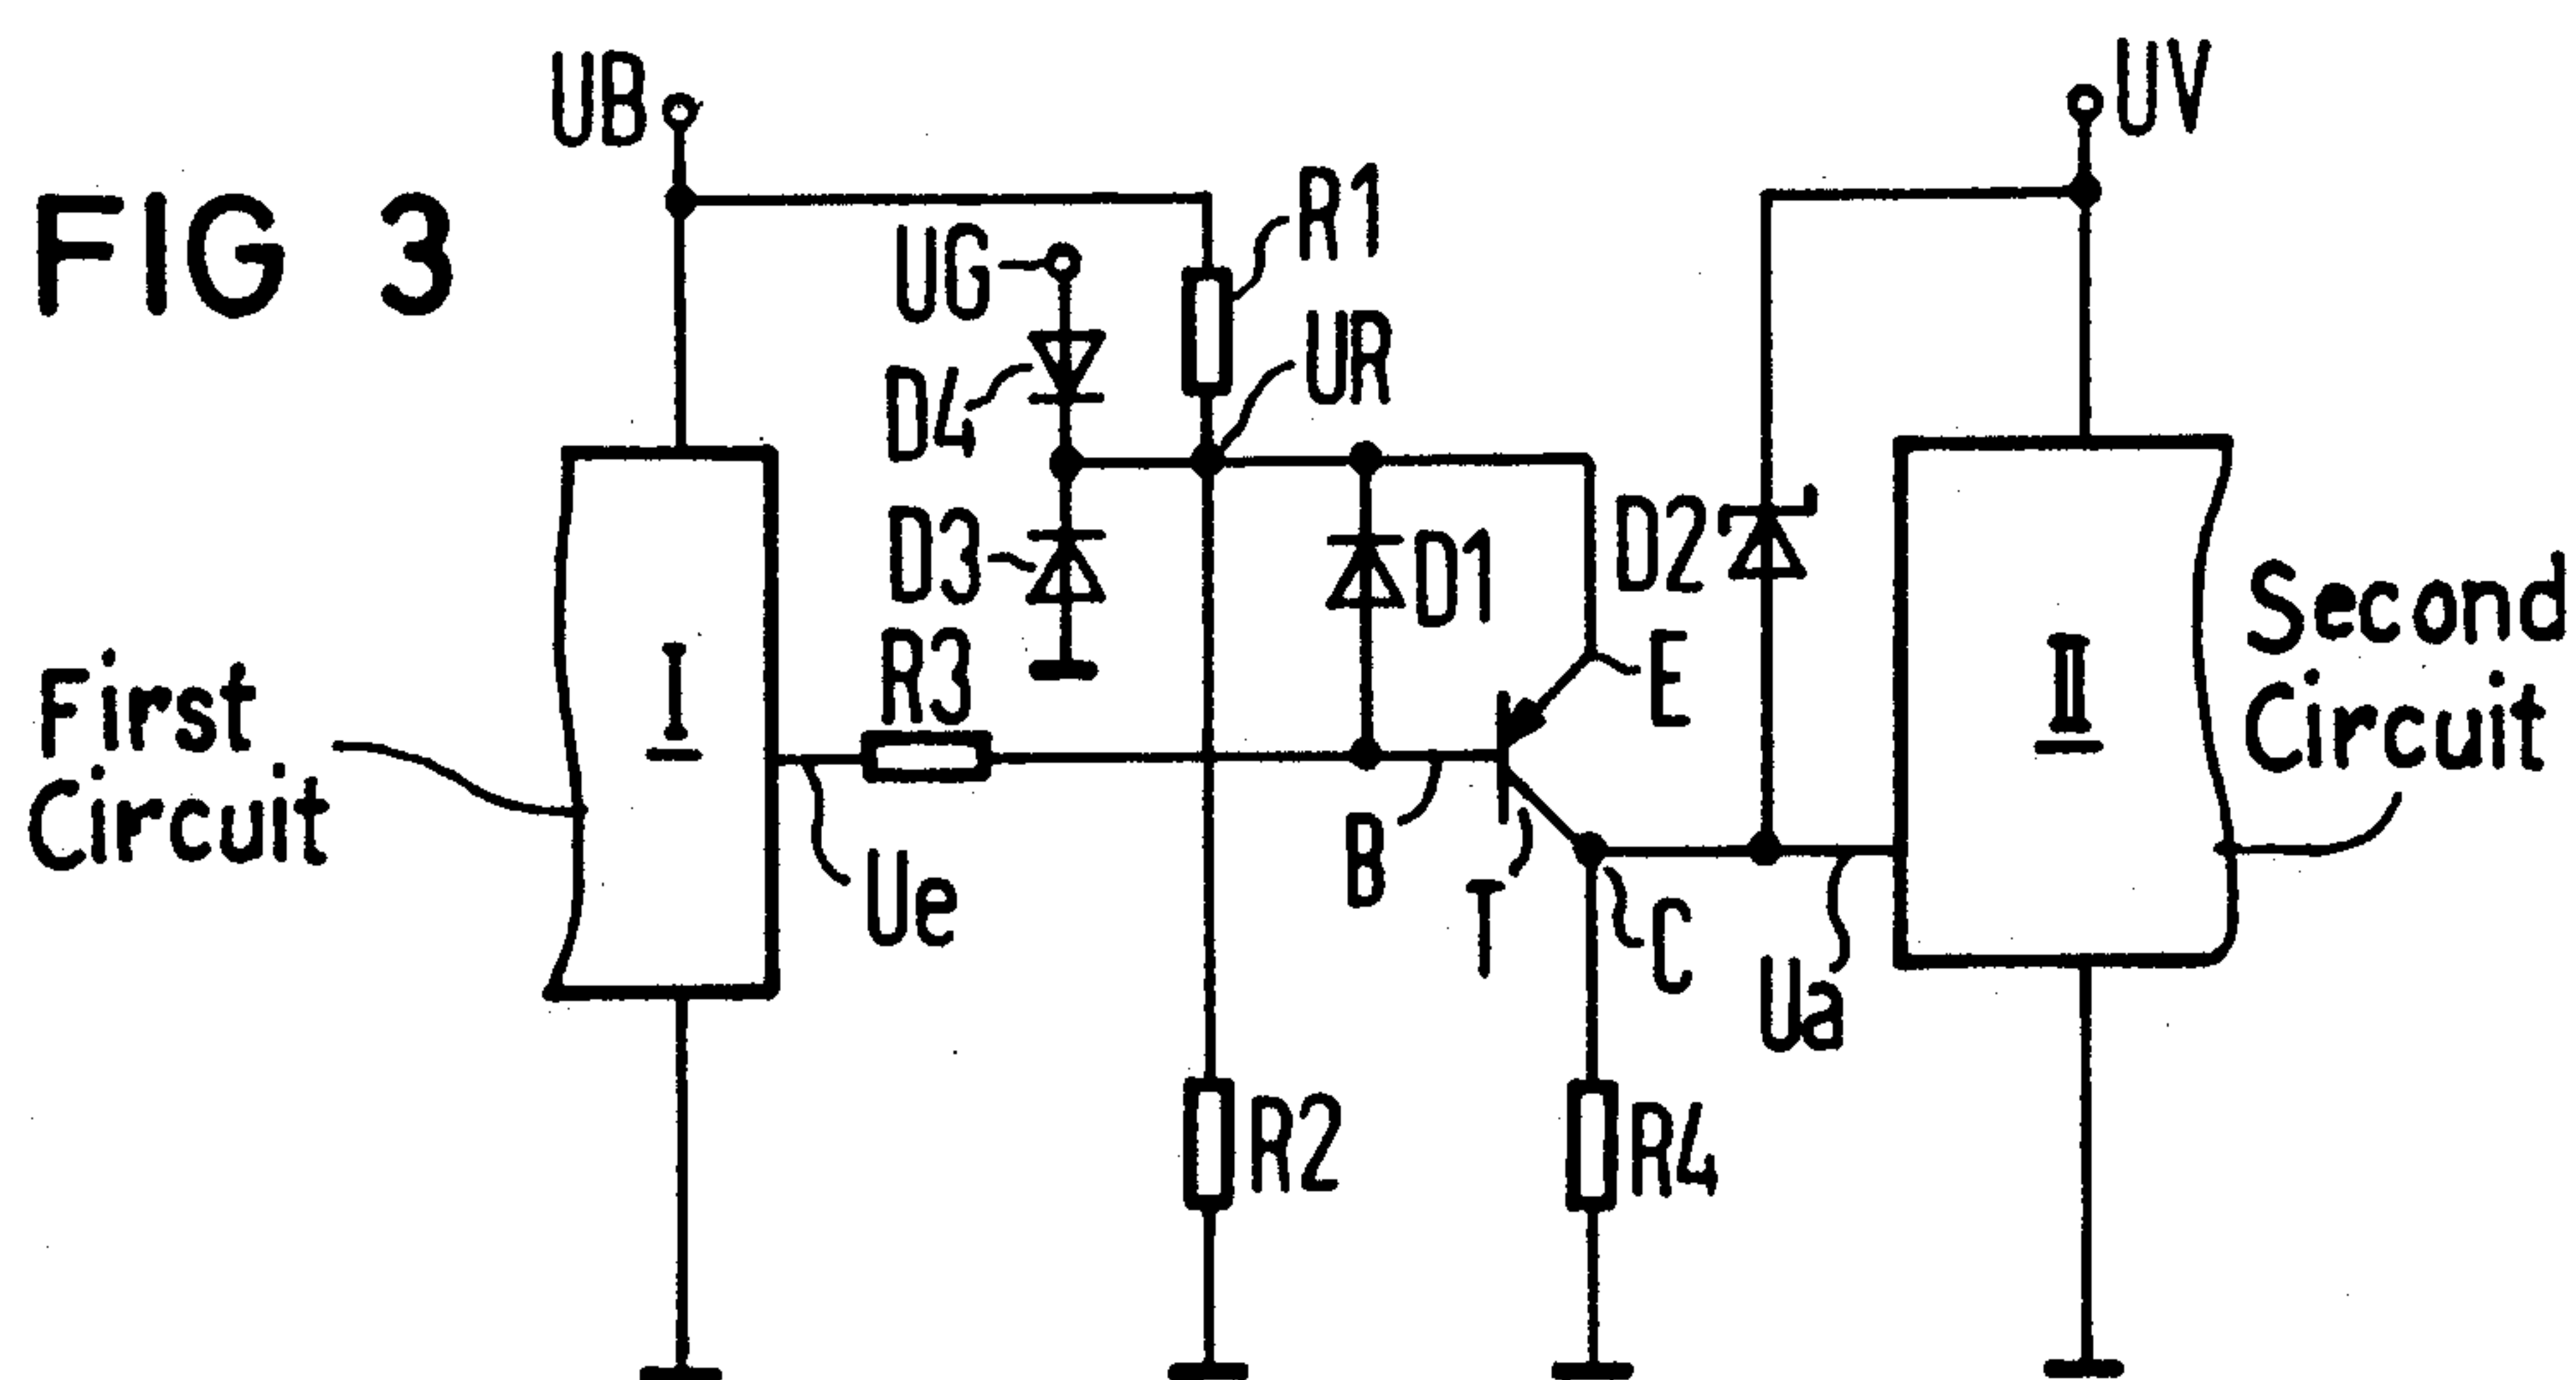 FIG 3
UB
UV
R1
UG
UR
D4
D3
D1
D2
R3
E
I
II
First
Circuit
Second
Circuit
Ue
B
T
C
Ua
R2
R4